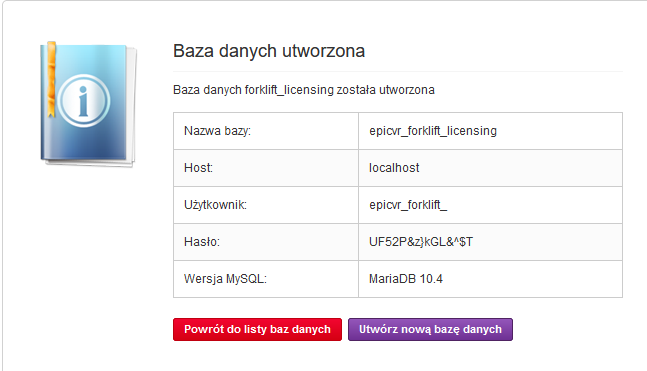 Baza danych utworzona
Baza danych forklift_licensing została utworzona
Nazwa bazy: epicvr_forklift_licensing
Host: localhost
Użytkownik: epicvr_forklift_
Hasło: UF52P&z}kGL&^$T
Wersja MySQL: MariaDB 10.4
Powrót do listy baz danych Utwórz nową bazę danych